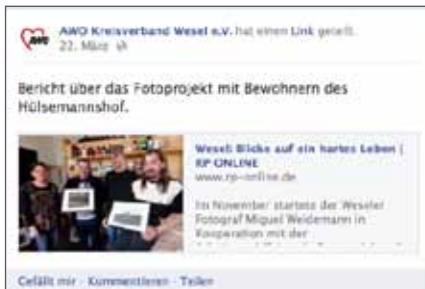 AWO
AWO Kreisverband Wesel e.V. hat einen Link geteilt.
22. März
Bericht über das Fotoprojekt mit Bewohnern des
Hülsemannshof.
Wesel: Blicke auf ein hartes Leben |
RP ONLINE
www.rp-online.de
Im November startete der Weseler
Fotograf Miguel Weidemann in
Kooperation mit der
Gefällt mir · Kommentieren · Teilen